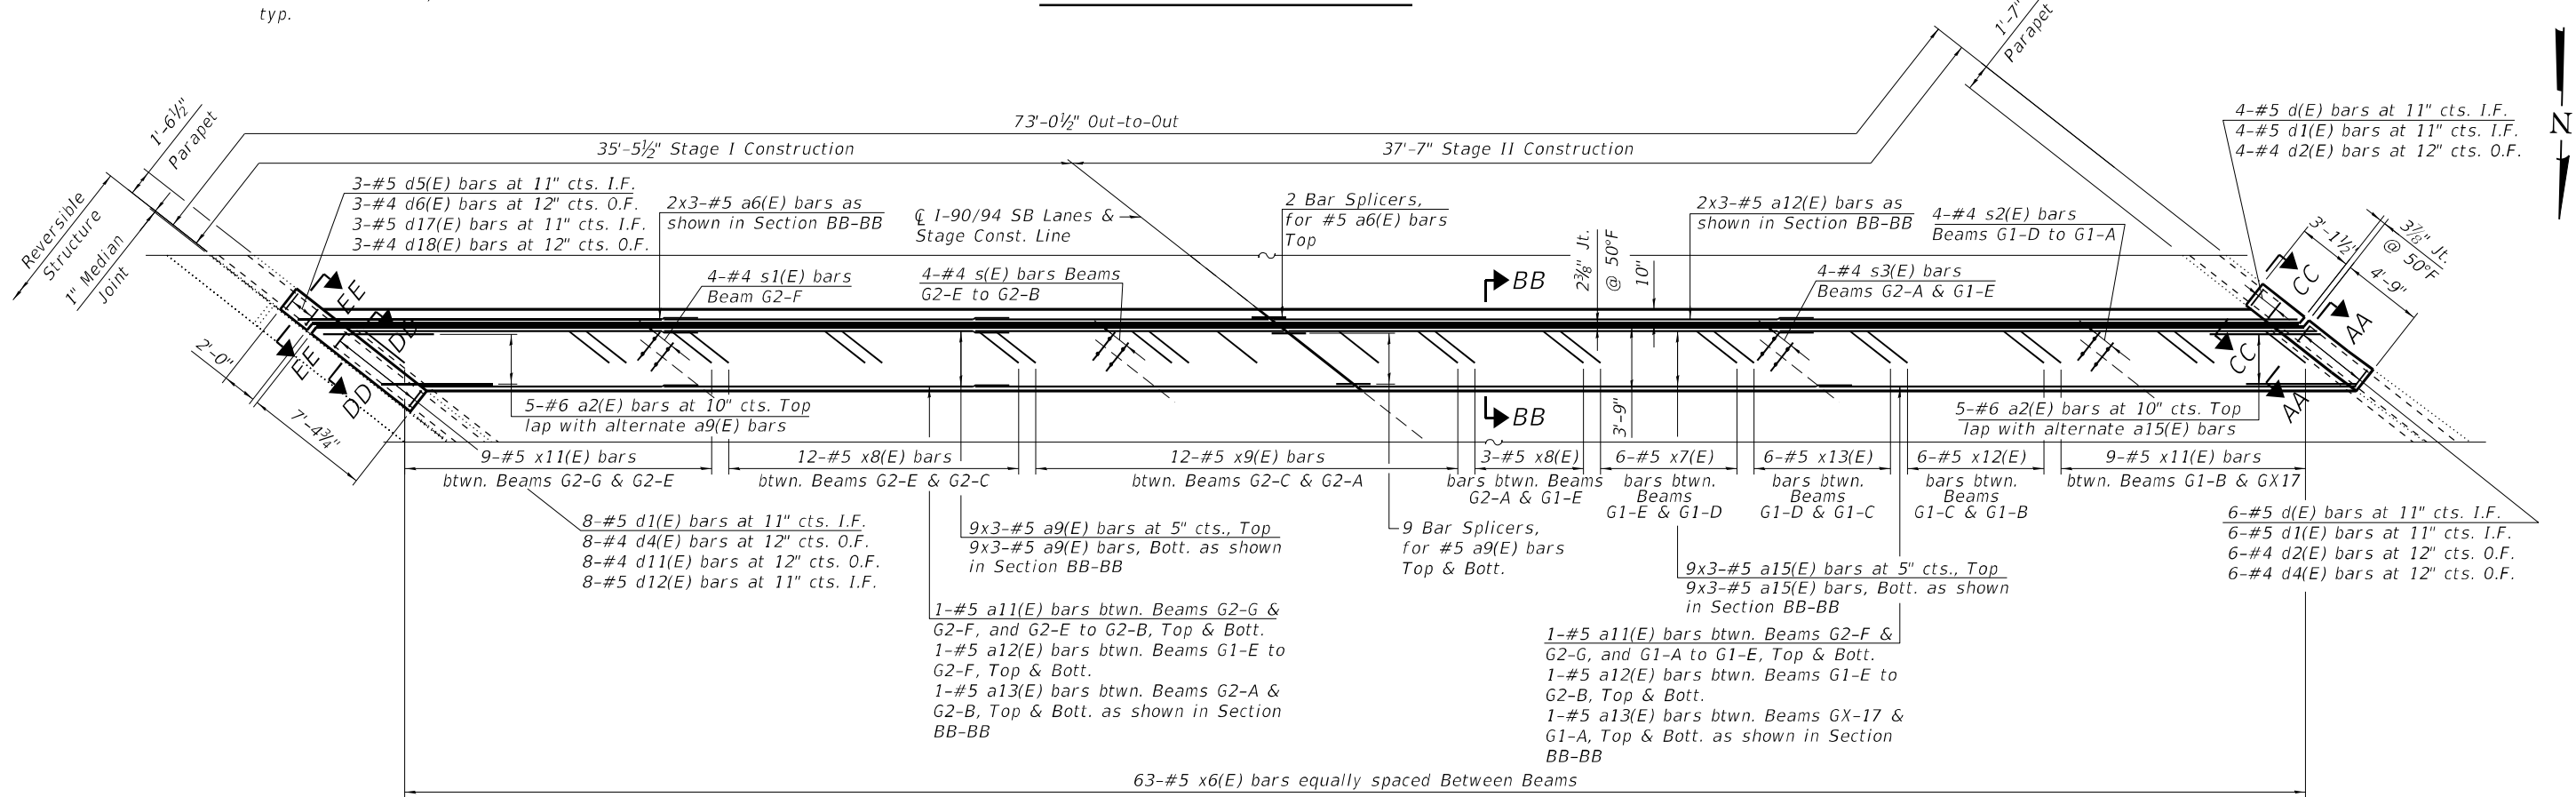 typ.
1'-7"
Parapet
1'-6½"
Parapet
73'-0½" Out-to-Out
35'-5½" Stage I Construction
37'-7" Stage II Construction
4-#5 d(E) bars at 11" cts. I.F.
4-#5 d1(E) bars at 11" cts. I.F.
4-#4 d2(E) bars at 12" cts. O.F.
N
Reversible
Structure
1" Median
Joint
3-#5 d5(E) bars at 11" cts. I.F.
3-#4 d6(E) bars at 12" cts. O.F.
3-#5 d17(E) bars at 11" cts. I.F.
3-#4 d18(E) bars at 12" cts. O.F.
2x3-#5 a6(E) bars as
shown in Section BB-BB
℄ I-90/94 SB Lanes &
Stage Const. Line
2 Bar Splicers,
for #5 a6(E) bars
Top
2⅜" Jt.
@ 50°F
10"
2x3-#5 a12(E) bars as
shown in Section BB-BB
4-#4 s2(E) bars
Beams G1-D to G1-A
3'-1½"
3⅞" Jt.
@ 50°F
4'-9"
4-#4 s1(E) bars
Beam G2-F
4-#4 s(E) bars Beams
G2-E to G2-B
BB
4-#4 s3(E) bars
Beams G2-A & G1-E
EE
DD
CC
AA
2'-0"
EE
DD
7'-4¾"
CC
AA
5-#6 a2(E) bars at 10" cts. Top
lap with alternate a9(E) bars
BB
3'-9"
5-#6 a2(E) bars at 10" cts. Top
lap with alternate a15(E) bars
9-#5 x11(E) bars
btwn. Beams G2-G & G2-E
12-#5 x8(E) bars
btwn. Beams G2-E & G2-C
12-#5 x9(E) bars
btwn. Beams G2-C & G2-A
3-#5 x8(E)
bars btwn. Beams
G2-A & G1-E
6-#5 x7(E)
bars btwn.
Beams
G1-E & G1-D
6-#5 x13(E)
bars btwn.
Beams
G1-D & G1-C
6-#5 x12(E)
bars btwn.
Beams
G1-C & G1-B
9-#5 x11(E) bars
btwn. Beams G1-B & GX17
8-#5 d1(E) bars at 11" cts. I.F.
8-#4 d4(E) bars at 12" cts. O.F.
8-#4 d11(E) bars at 12" cts. O.F.
8-#5 d12(E) bars at 11" cts. I.F.
9x3-#5 a9(E) bars at 5" cts., Top
9x3-#5 a9(E) bars, Bott. as shown
in Section BB-BB
9 Bar Splicers,
for #5 a9(E) bars
Top & Bott.
9x3-#5 a15(E) bars at 5" cts., Top
9x3-#5 a15(E) bars, Bott. as shown
in Section BB-BB
6-#5 d(E) bars at 11" cts. I.F.
6-#5 d1(E) bars at 11" cts. I.F.
6-#4 d2(E) bars at 12" cts. O.F.
6-#4 d4(E) bars at 12" cts. O.F.
1-#5 a11(E) bars btwn. Beams G2-G &
G2-F, and G2-E to G2-B, Top & Bott.
1-#5 a12(E) bars btwn. Beams G1-E to
G2-F, Top & Bott.
1-#5 a13(E) bars btwn. Beams G2-A &
G2-B, Top & Bott. as shown in Section
BB-BB
1-#5 a11(E) bars btwn. Beams G2-F &
G2-G, and G1-A to G1-E, Top & Bott.
1-#5 a12(E) bars btwn. Beams G1-E to
G2-B, Top & Bott.
1-#5 a13(E) bars btwn. Beams GX-17 &
G1-A, Top & Bott. as shown in Section
BB-BB
63-#5 x6(E) bars equally spaced Between Beams